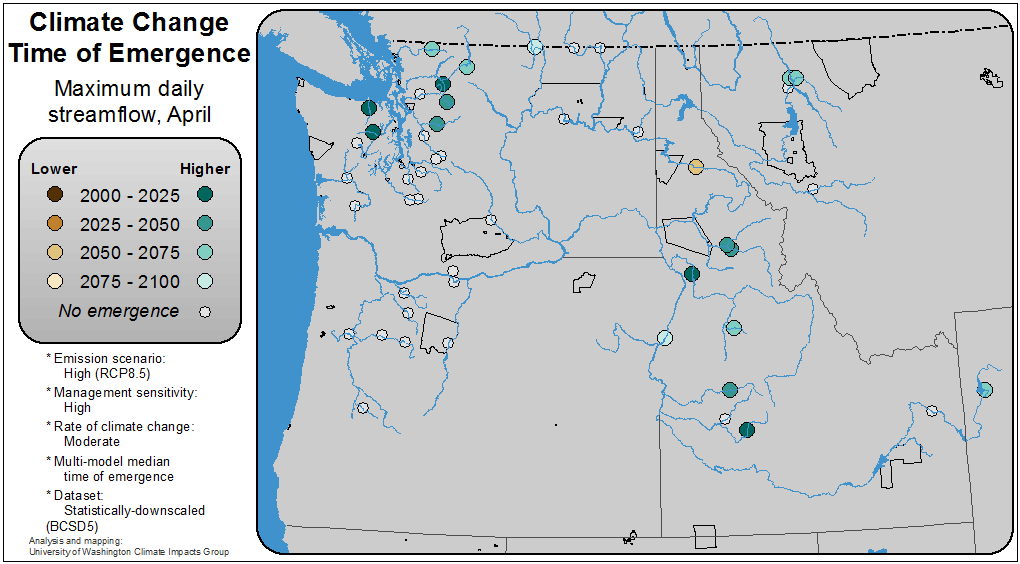 Climate Change
Time of Emergence
Maximum daily
streamflow, April
Lower Higher
2000 - 2025
2025 - 2050
2050 - 2075
2075 - 2100
No emergence
* Emission scenario:
High (RCP8.5)
* Management sensitivity:
High
* Rate of climate change:
Moderate
* Multi-model median
time of emergence
* Dataset:
Statistically-downscaled
(BCSD5)
Analysis and mapping:
University of Washington Climate Impacts Group